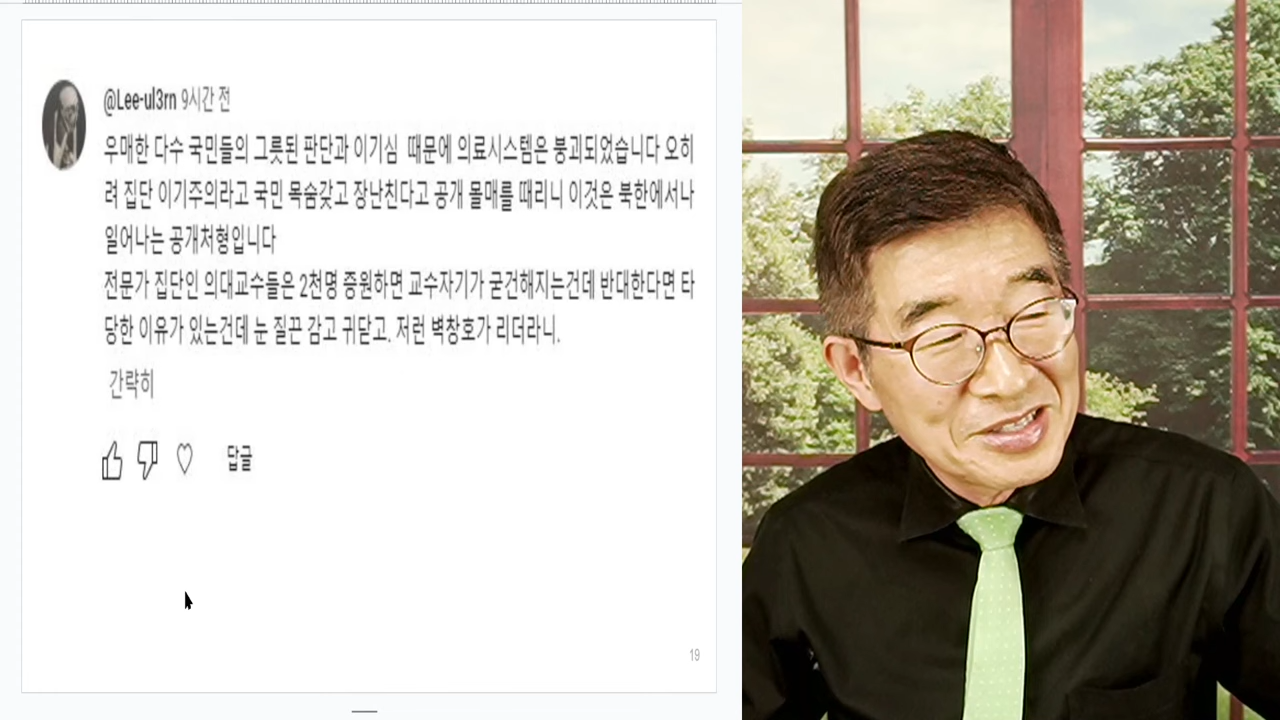 @Lee-ul3rn 9시간 전
우매한 다수 국민들의 그릇된 판단과 이기심 때문에 의료시스템은 붕괴되었습니다 오히
려 집단 이기주의라고 국민 목숨갖고 장난친다고 공개 몰매를 때리니 이것은 북한에서나
일어나는 공개처형입니다
전문가 집단인 의대교수들은 2천명 증원하면 교수자기가 굳건해지는건데 반대한다면 타
당한 이유가 있는건데 눈 질끈 감고 귀닫고. 저런 벽창호가 리더라니.
간략히
답글
19